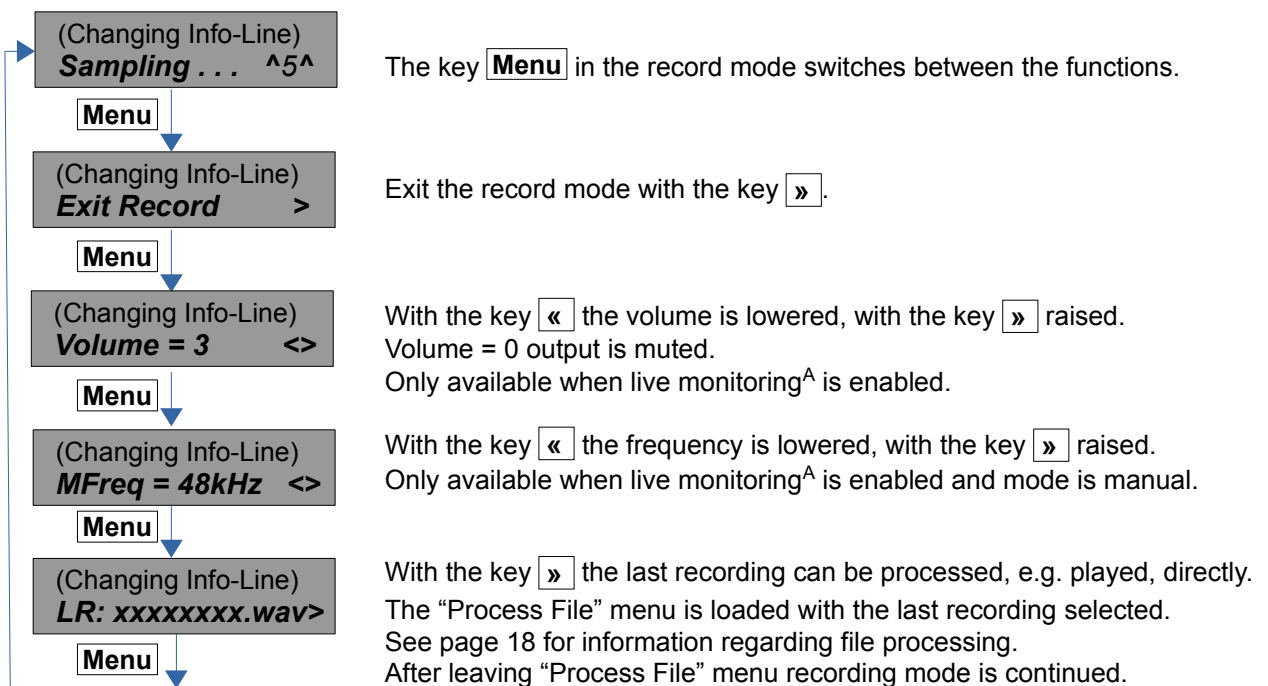 (Changing Info-Line)
Sampling . . . ^5^
The key Menu in the record mode switches between the functions.
Menu
(Changing Info-Line)
Exit Record >
Exit the record mode with the key ».
Menu
(Changing Info-Line)
Volume = 3 <>
With the key « the volume is lowered, with the key » raised.
Volume = 0 output is muted.
Only available when live monitoringA is enabled.
Menu
(Changing Info-Line)
MFreq = 48kHz <>
With the key « the frequency is lowered, with the key » raised.
Only available when live monitoringA is enabled and mode is manual.
Menu
(Changing Info-Line)
LR: xxxxxxxx.wav>
With the key » the last recording can be processed, e.g. played, directly.
The “Process File” menu is loaded with the last recording selected.
See page 18 for information regarding file processing.
After leaving “Process File” menu recording mode is continued.
Menu